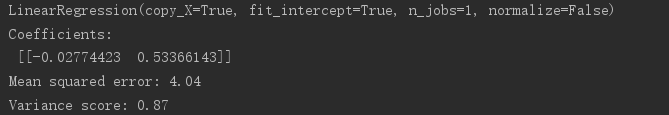 LinearRegression(copy_X=True, fit_intercept=True, n_jobs=1, normalize=False)
Coefficients:
 [[-0.02774423  0.53366143]]
Mean squared error: 4.04
Variance score: 0.87